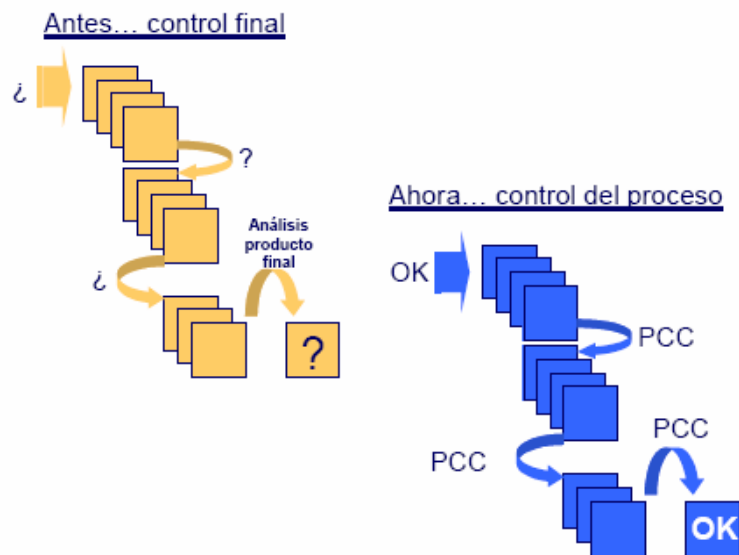 Antes... control final
¿
?
Análisis
producto
final
¿
?
Ahora... control del proceso
OK
PCC
PCC
PCC
OK